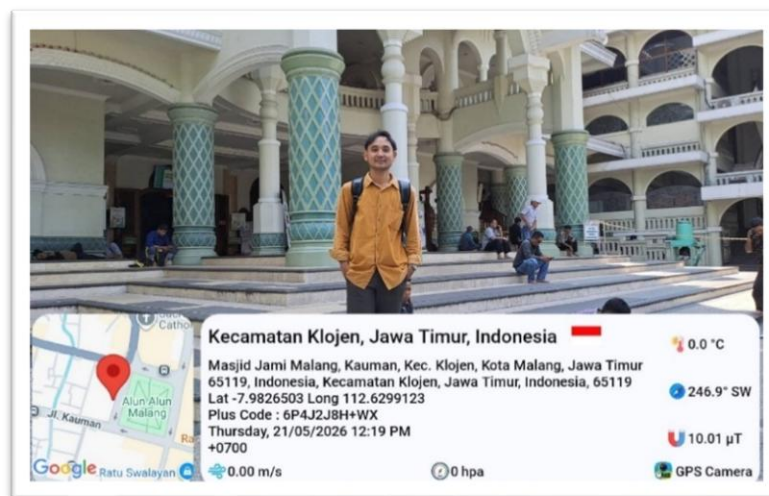 Catho
Alun Alun
Malang
Jl. Kauman
Ra
Google
Ratu Swalayan
Kecamatan Klojen, Jawa Timur, Indonesia
Masjid Jami Malang, Kauman, Kec. Klojen, Kota Malang, Jawa Timur
65119, Indonesia, Kecamatan Klojen, Jawa Timur, Indonesia, 65119
Lat -7.9826503 Long 112.6299123
Plus Code : 6P4J2J8H+WX
Thursday, 21/05/2026 12:19 PM
+0700
0.00 m/s
0 hpa
0.0 °C
246.9° SW
10.01 μT
GPS Camera